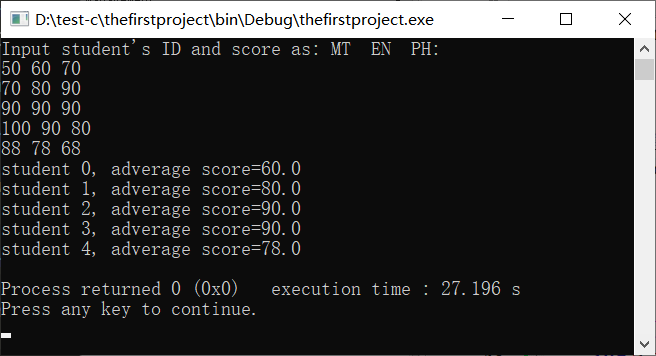 D:\test-c\thefirstproject\bin\Debug\thefirstproject.exe
Input student's ID and score as: MT  EN  PH:
50 60 70
70 80 90
90 90 90
100 90 80
88 78 68
student 0, adverage score=60.0
student 1, adverage score=80.0
student 2, adverage score=90.0
student 3, adverage score=90.0
student 4, adverage score=78.0
Process returned 0 (0x0)   execution time : 27.196 s
Press any key to continue.